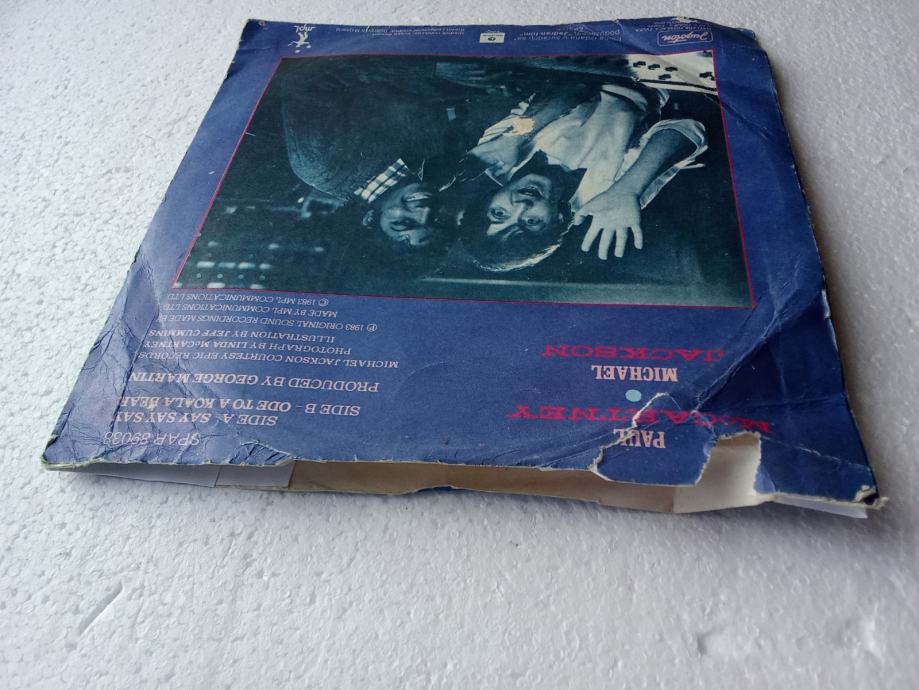 PAUL
McCARTNEY
MICHAEL
JACKSON
SPAR 89038
SIDE A - SAY SAY SAY
SIDE B - ODE TO A KOALA BEAR
PRODUCED BY GEORGE MARTIN
MICHAEL JACKSON COURTESY EPIC RECORDS
PHOTOGRAPH BY LINDA McCARTNEY
ILLUSTRATION BY JEFF CUMMINS
℗ 1983 ORIGINAL SOUND RECORDINGS MADE BY
MADE BY MPL COMMUNICATIONS LTD
© 1983 MPL COMMUNICATIONS LTD
Jugoton
mpl